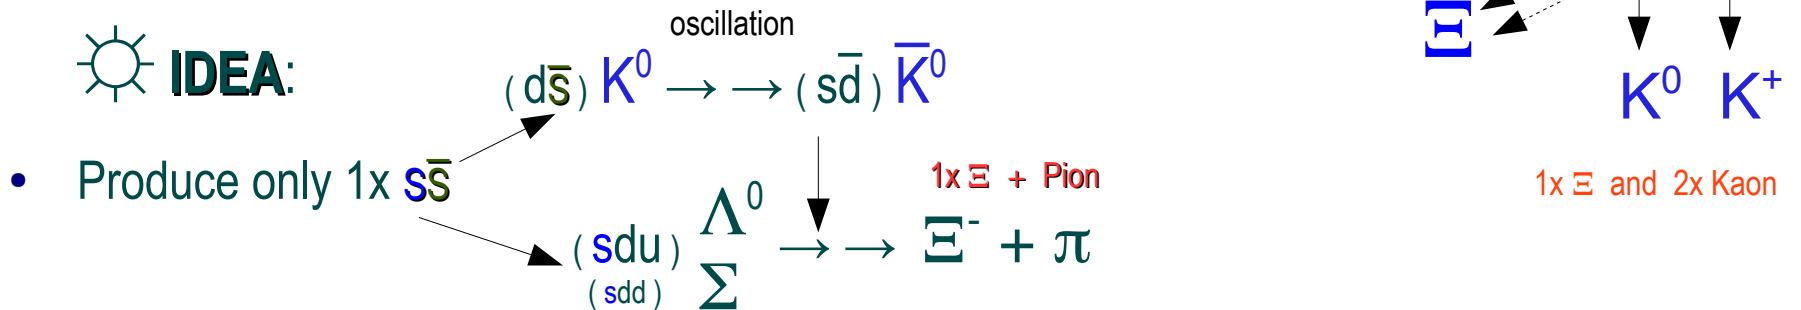 oscillation
IDEA:
( ds̅ ) K⁰ → → ( sd̅ ) K̅⁰
• Produce only 1x ss̅
( sdu ) Λ⁰
( sdd ) Σ
→ → Ξ⁻ + π
1x Ξ + Pion
Ξ
K⁰ K⁺
1x Ξ and 2x Kaon